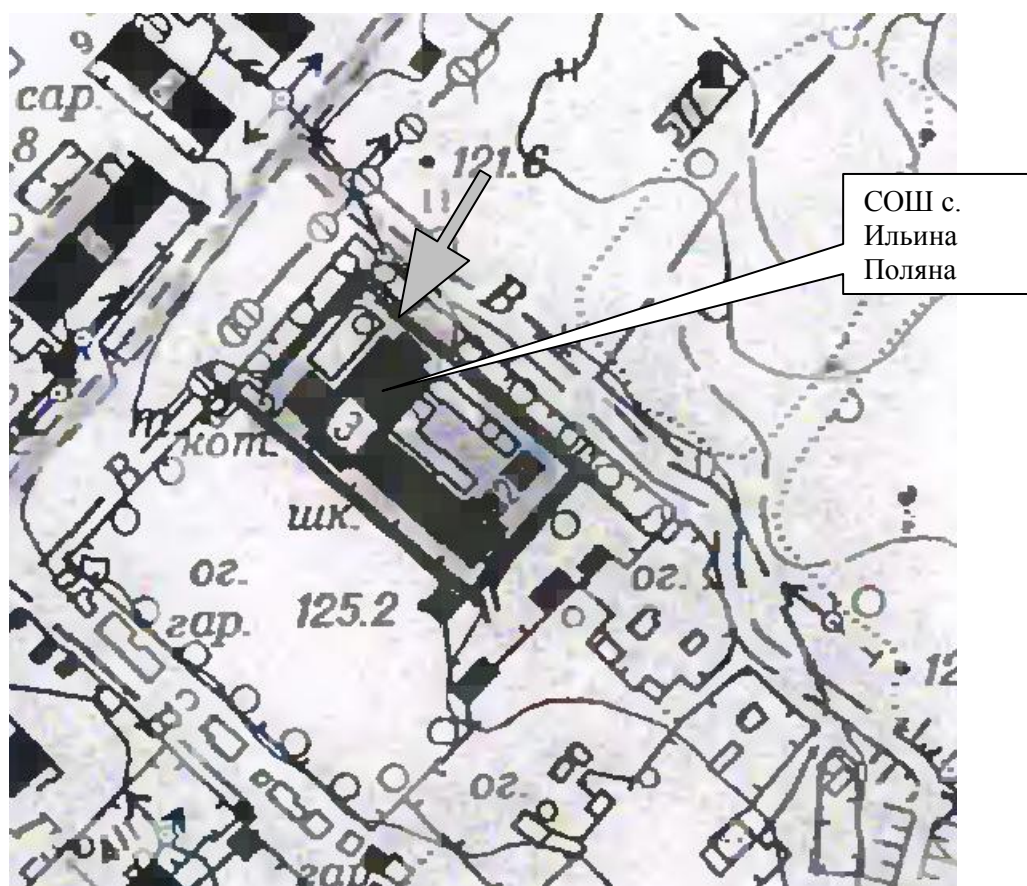 9
сар.
8
121.6
СОШ с.
Ильина
Поляна
В
3
кот.
2
В
шк.
ог.
гар.
125.2
ог.
12
В
ог.
гар.